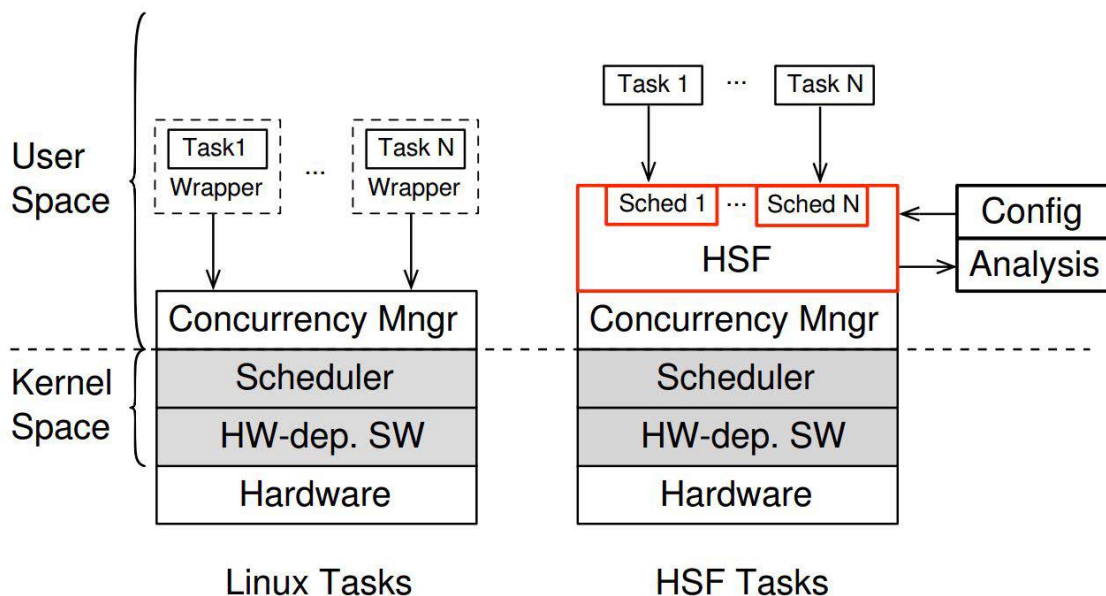 User
Space
Kernel
Space
Task1
Wrapper
...
Task N
Wrapper
Concurrency Mngr
Scheduler
HW-dep. SW
Hardware
Linux Tasks
Task 1
...
Task N
Sched 1
...
Sched N
HSF
Concurrency Mngr
Scheduler
HW-dep. SW
Hardware
HSF Tasks
Config
Analysis